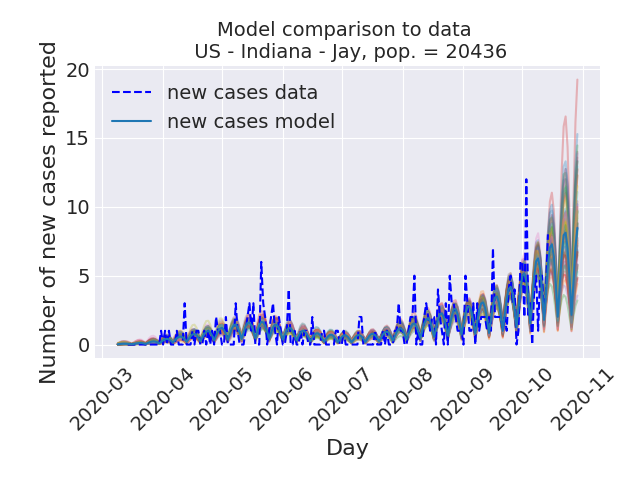 Model comparison to data
US - Indiana - Jay, pop. = 20436
Number of new cases reported
20
15
10
5
0
new cases data
new cases model
2020-03
2020-04
2020-05
2020-06
2020-07
2020-08
2020-09
2020-10
2020-11
Day